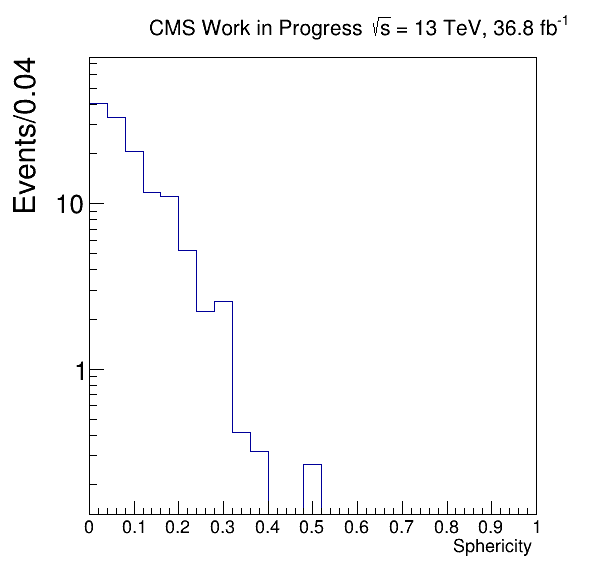 CMS Work in Progress √s = 13 TeV, 36.8 fb⁻¹
Events/0.04
10
1
0 0.1 0.2 0.3 0.4 0.5 0.6 0.7 0.8 0.9 1
Sphericity